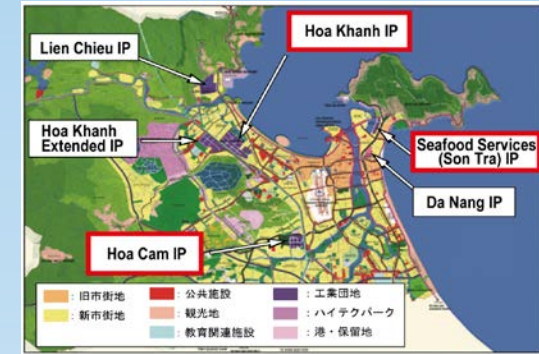 Hoa Khanh IP
Lien Chieu IP
Hoa Khanh
Extended IP
Seafood Services
(Son Tra) IP
Da Nang IP
Hoa Cam IP
：旧市街地
：公共施設
：工業団地
：新市街地
：観光地
：ハイテクパーク
：教育関連施設
：港・保留地